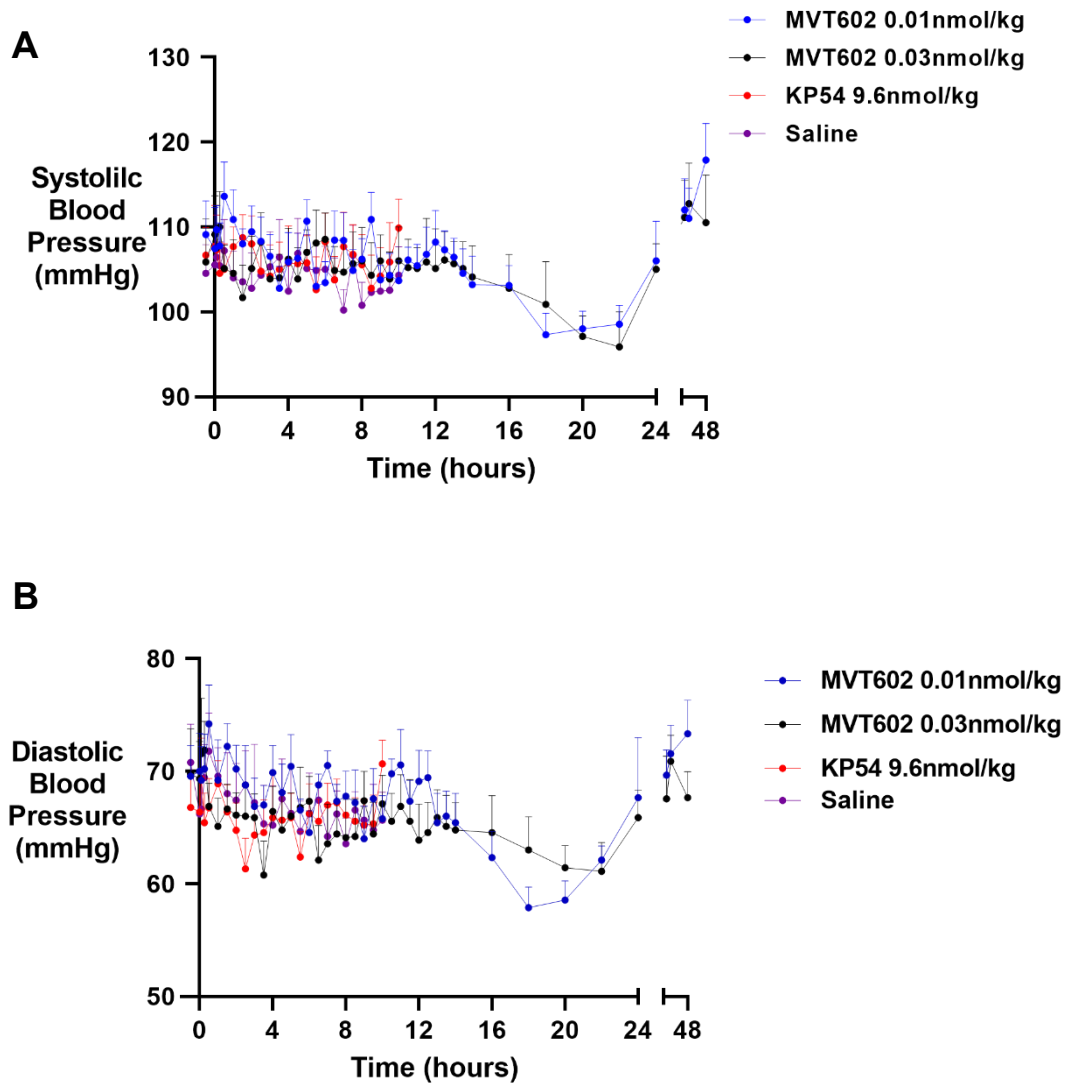 A
MVT602 0.01nmol/kg
MVT602 0.03nmol/kg
KP54 9.6nmol/kg
Saline
130
120
110
100
90
Systolilc
Blood
Pressure
(mmHg)
0 4 8 12 16 20 24 48
Time (hours)
B
MVT602 0.01nmol/kg
MVT602 0.03nmol/kg
KP54 9.6nmol/kg
Saline
80
70
60
50
Diastolic
Blood
Pressure
(mmHg)
0 4 8 12 16 20 24 48
Time (hours)